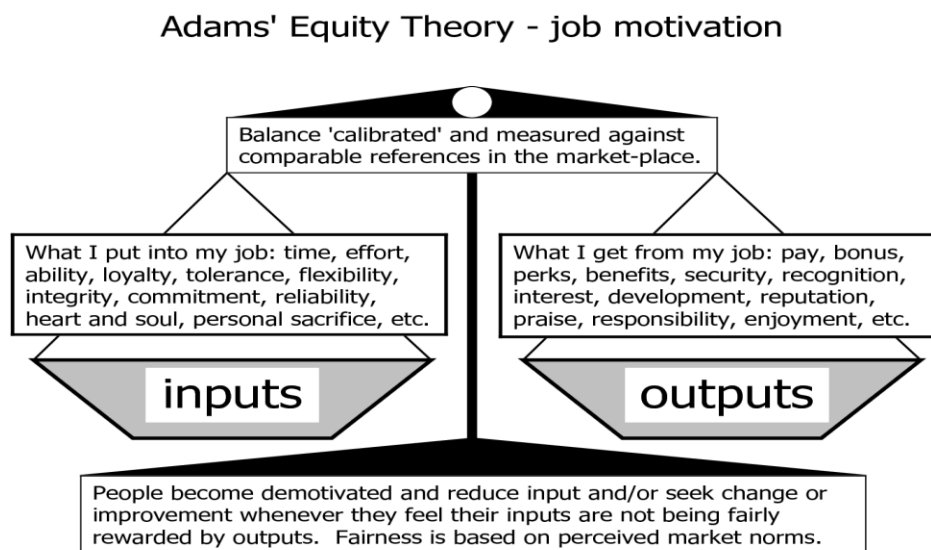 Adams' Equity Theory - job motivation
Balance 'calibrated' and measured against
comparable references in the market-place.
What I put into my job: time, effort,
ability, loyalty, tolerance, flexibility,
integrity, commitment, reliability,
heart and soul, personal sacrifice, etc.
What I get from my job: pay, bonus,
perks, benefits, security, recognition,
interest, development, reputation,
praise, responsibility, enjoyment, etc.
inputs
outputs
People become demotivated and reduce input and/or seek change or
improvement whenever they feel their inputs are not being fairly
rewarded by outputs.  Fairness is based on perceived market norms.